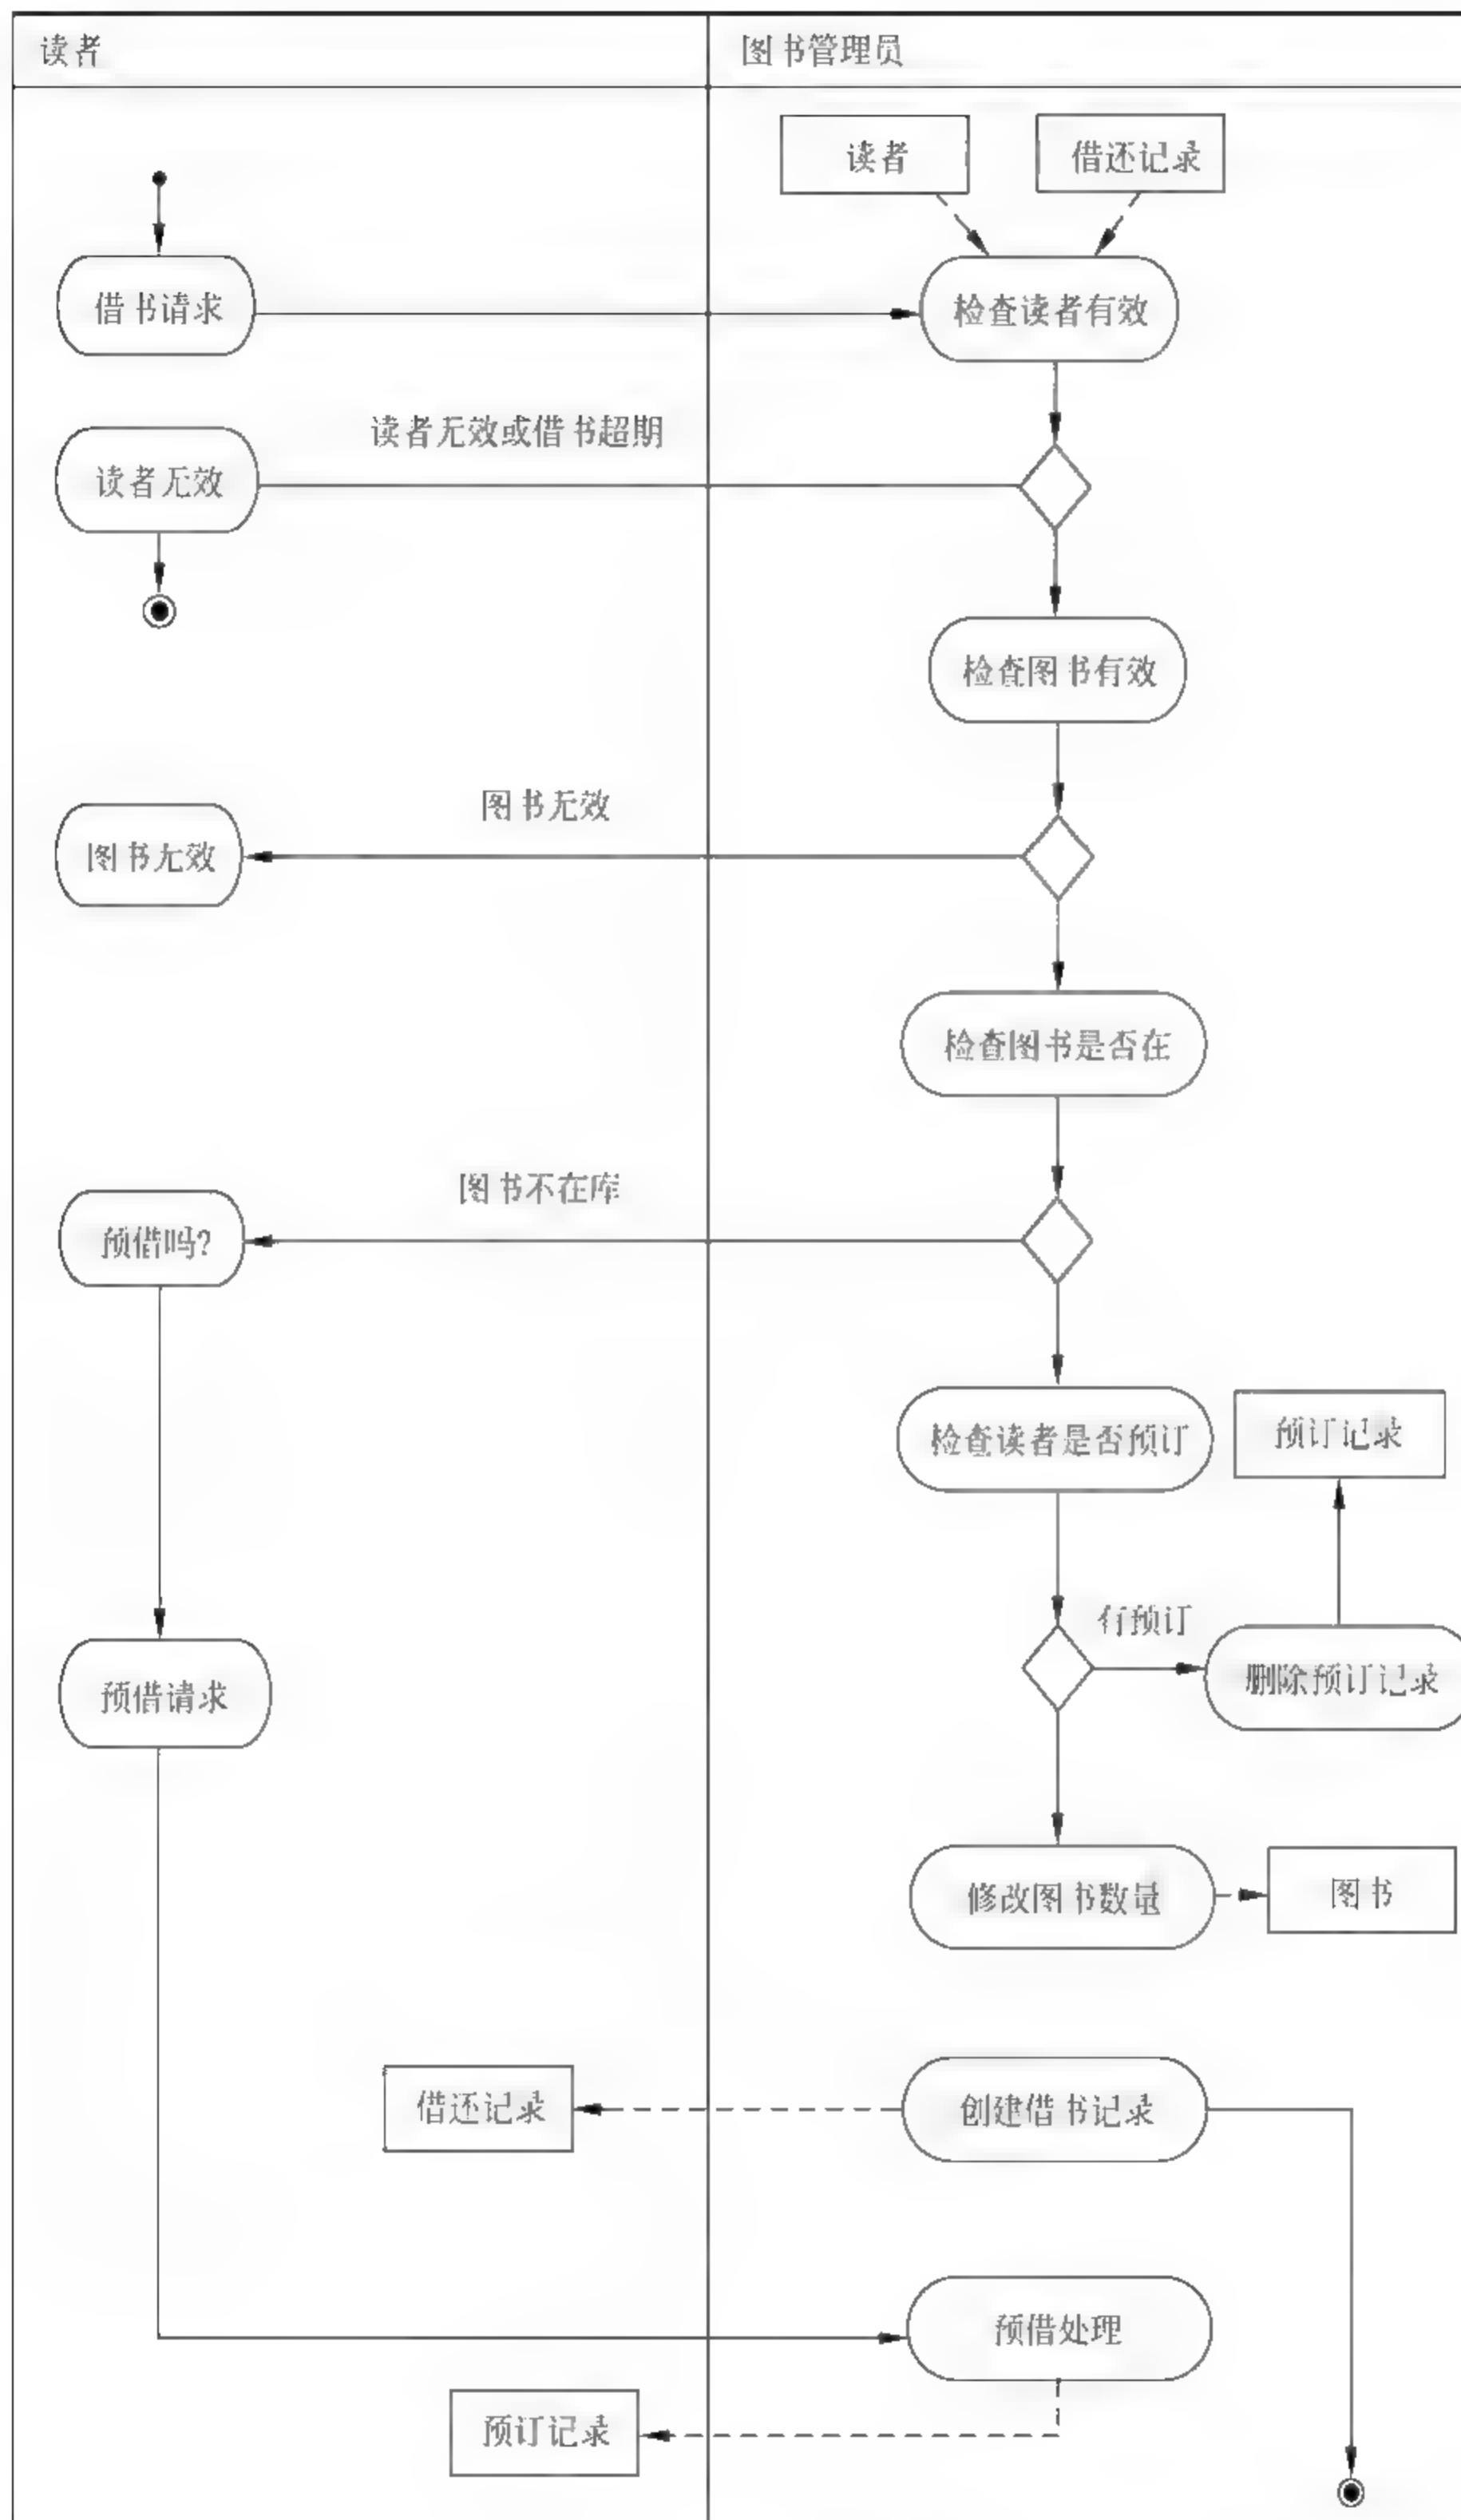 读者
图书管理员
读者
借还记录
借书请求
检查读者有效
读者无效或借书超期
读者无效
检查图书有效
图书无效
图书无效
检查图书是否在
图书不在库
预借吗?
检查读者是否预订
预订记录
有预订
预借请求
删除预订记录
修改图书数量
图书
借还记录
创建借书记录
预借处理
预订记录